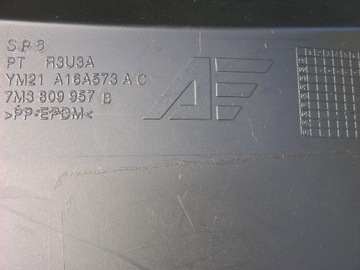 S.P.8
PT R3U3A
YM21 A16A573 A C
7M3 809 957 B
>PP-EPDM<